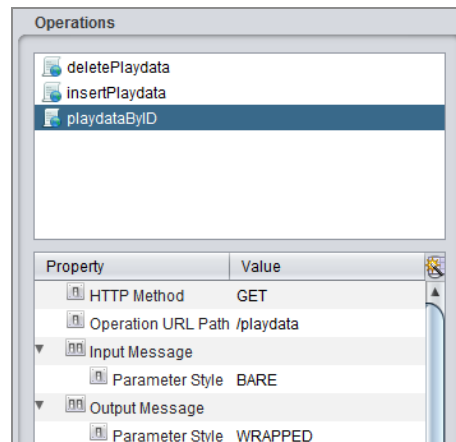 Operations
deletePlaydata
insertPlaydata
playdataByID
Property Value
HTTP Method GET
Operation URL Path /playdata
Input Message
Parameter Style BARE
Output Message
Parameter Style WRAPPED